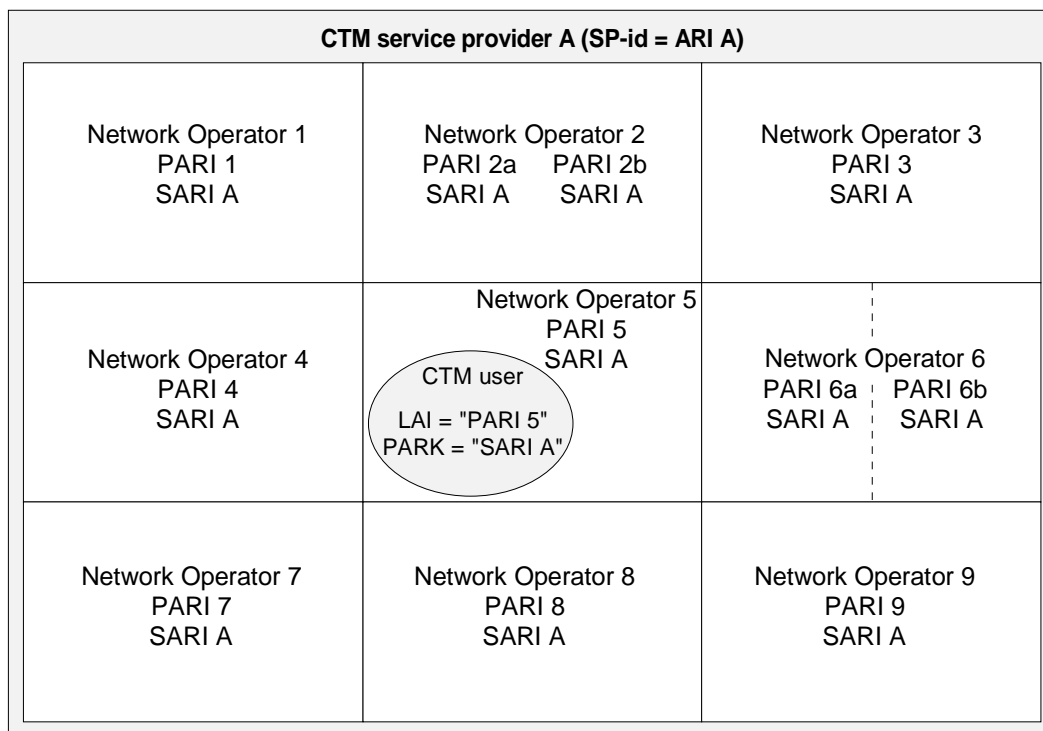 CTM service provider A (SP-id = ARI A)
Network Operator 1
PARI 1
SARI A
Network Operator 2
PARI 2a PARI 2b
SARI A SARI A
Network Operator 3
PARI 3
SARI A
Network Operator 4
PARI 4
SARI A
Network Operator 5
PARI 5
SARI A
CTM user
LAI = "PARI 5"
PARK = "SARI A"
Network Operator 6
PARI 6a PARI 6b
SARI A SARI A
Network Operator 7
PARI 7
SARI A
Network Operator 8
PARI 8
SARI A
Network Operator 9
PARI 9
SARI A